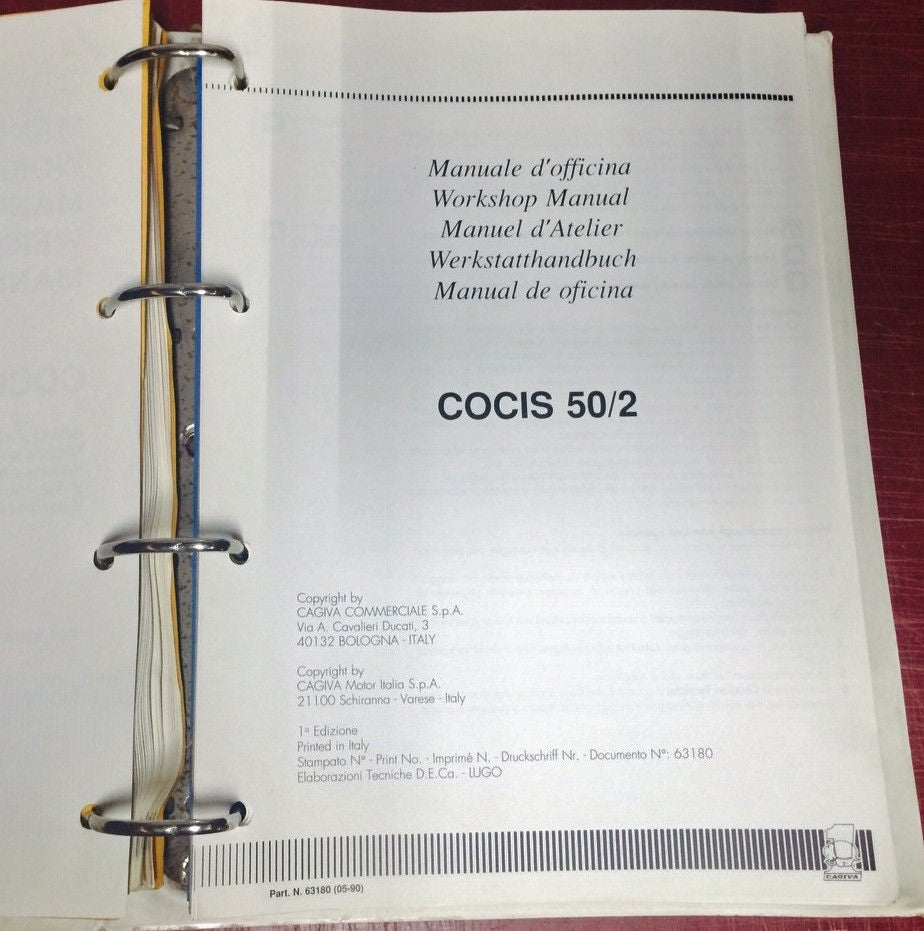 Manuale d'officina
Workshop Manual
Manuel d'Atelier
Werkstatthandbuch
Manual de oficina
COCIS 50/2
Copyright by
CAGIVA COMMERCIALE S.p.A.
Via A. Cavalieri Ducati, 3
40132 BOLOGNA - ITALY
Copyright by
CAGIVA Motor Italia S.p.A.
21100 Schiranna - Varese - Italy
1ª Edizione
Printed in Italy
Stampato N° - Print No. - Imprimé N. - Druckschrift Nr. - Documento N°: 63180
Elaborazioni Tecniche D.E.Ca. - LUGO
CAGIVA
Part. N. 63180 (05-90)